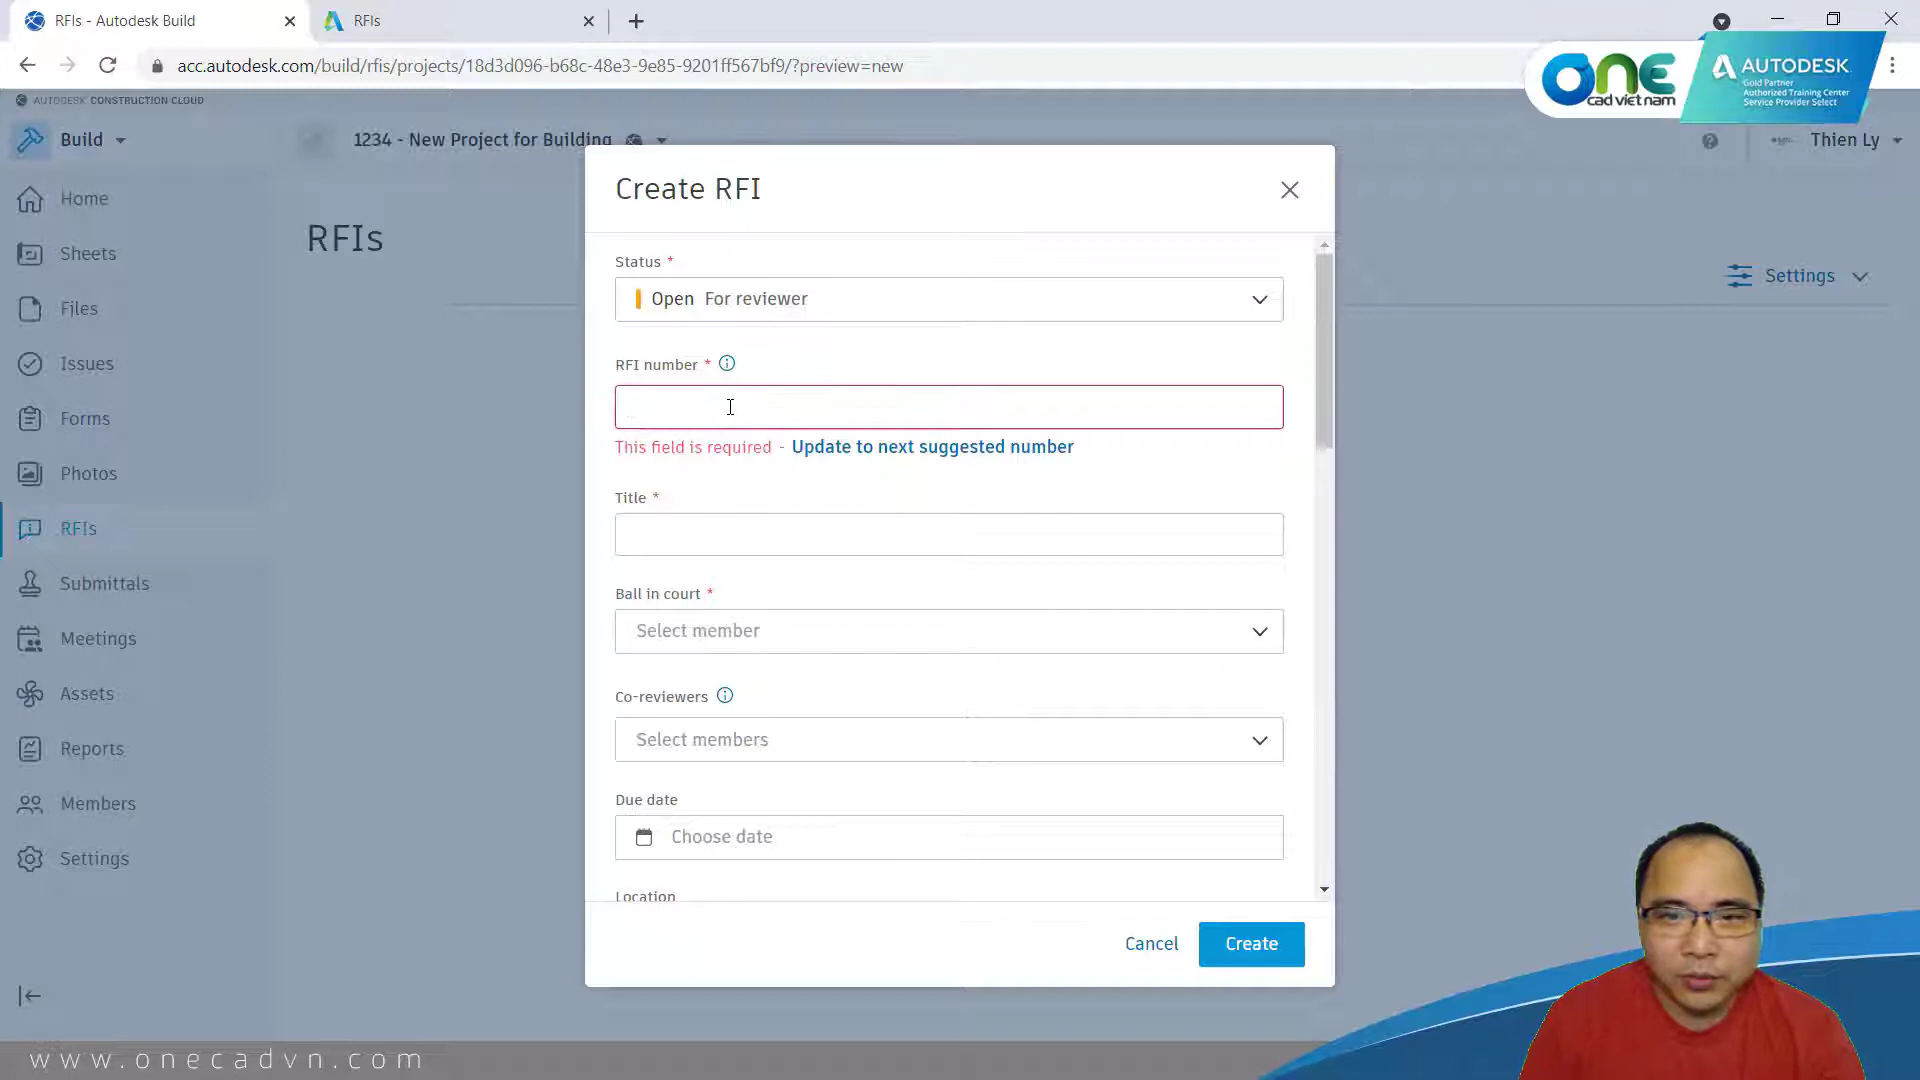 RFIs - Autodesk Build
RFIs
acc.autodesk.com/build/rfis/projects/18d3d096-b68c-48e3-9e85-9201ff567bf9/?preview=new
One
cad viet nam
AUTODESK
Gold Partner
Authorized Training Center
Service Provider Select
AUTODESK CONSTRUCTION CLOUD
Build
1234 - New Project for Building
Thien Ly
Home
Sheets
Files
Issues
Forms
Photos
RFIs
Submittals
Meetings
Assets
Reports
Members
Settings
RFIs
Settings
Create RFI
Status *
Open For reviewer
RFI number *
This field is required - Update to next suggested number
Title *
Ball in court *
Select member
Co-reviewers
Select members
Due date
Choose date
Location
Cancel
Create
www.onecadvn.com